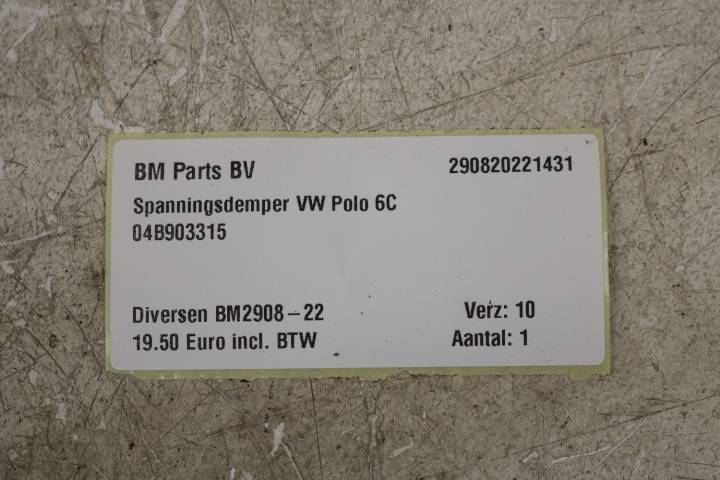 BM Parts BV 290820221431
Spanningsdemper VW Polo 6C
04B903315
Diversen BM2908-22 Verz: 10
19.50 Euro incl. BTW Aantal: 1